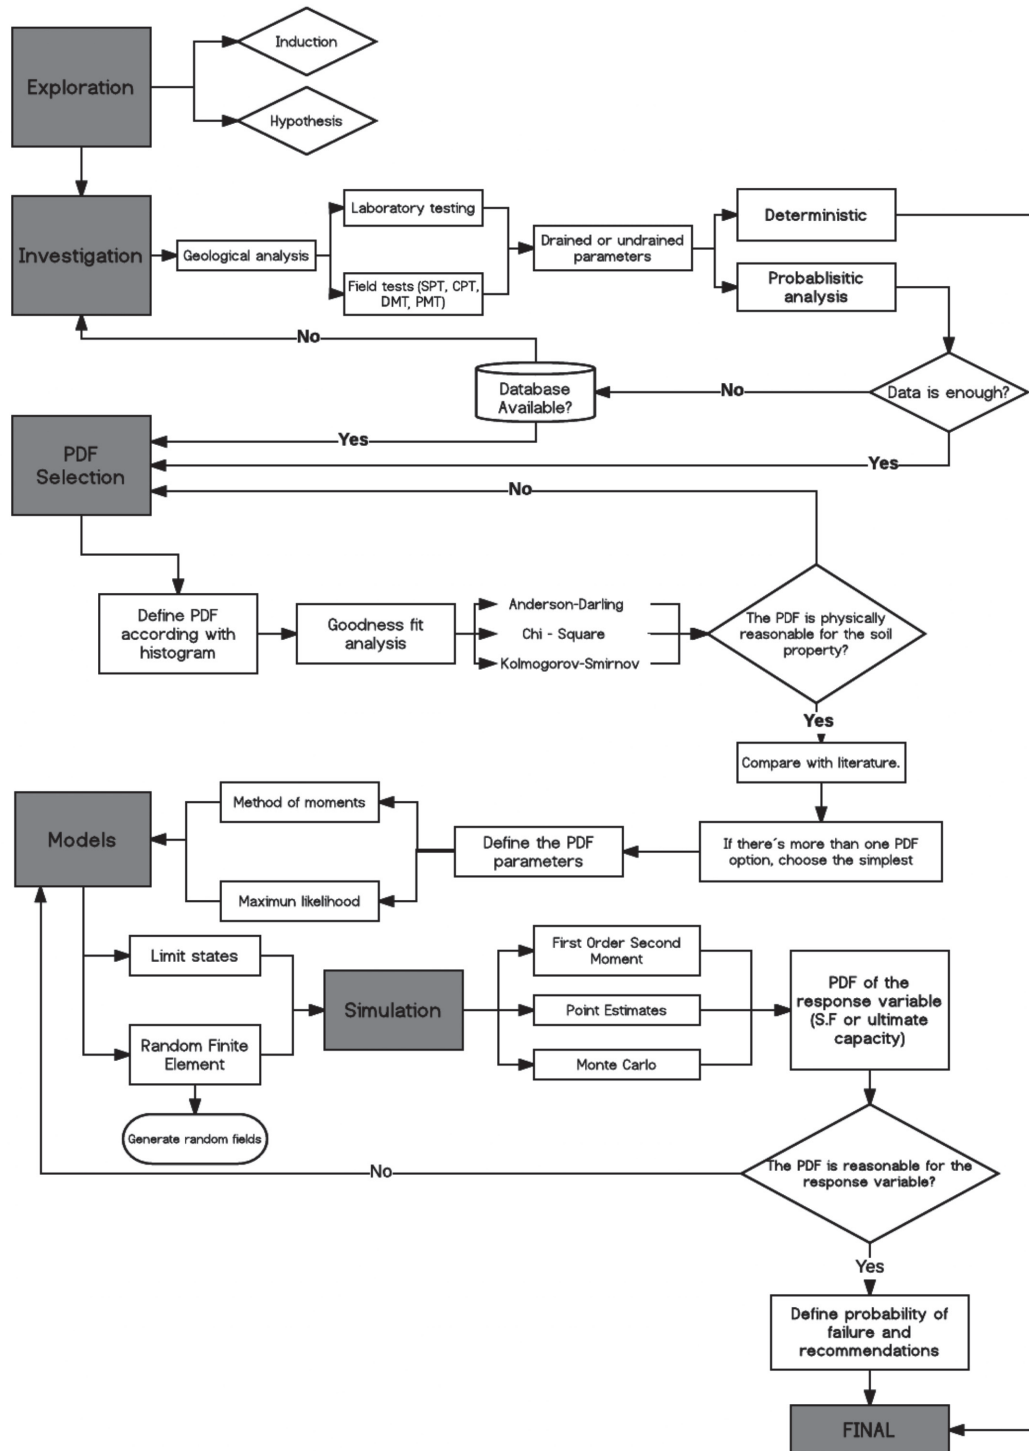 Induction
Exploration
Hypothesis
Investigation
Geological analysis
Laboratory testing
Field tests (SPT, CPT,
DMT, PMT)
Drained or undrained
parameters
Deterministic
Probablisitic
analysis
No
Database
Available?
No
Data is enough?
PDF
Selection
Yes
Yes
No
Define PDF
according with
histogram
Goodness fit
analysis
Anderson-Darling
Chi - Square
Kolmogorov-Smirnov
The PDF is physically
reasonable for the soil
property?
Yes
Compare with literature.
If there´s more than one PDF
option, choose the simplest
Define the PDF
parameters
Method of moments
Maximun likelihood
Models
Limit states
Random Finite
Element
Generate random fields
Simulation
First Order Second
Moment
Point Estimates
Monte Carlo
PDF of the
response variable
(S.F or ultimate
capacity)
No
The PDF is reasonable for the
response variable?
Yes
Define probability of
failure and
recommendations
FINAL